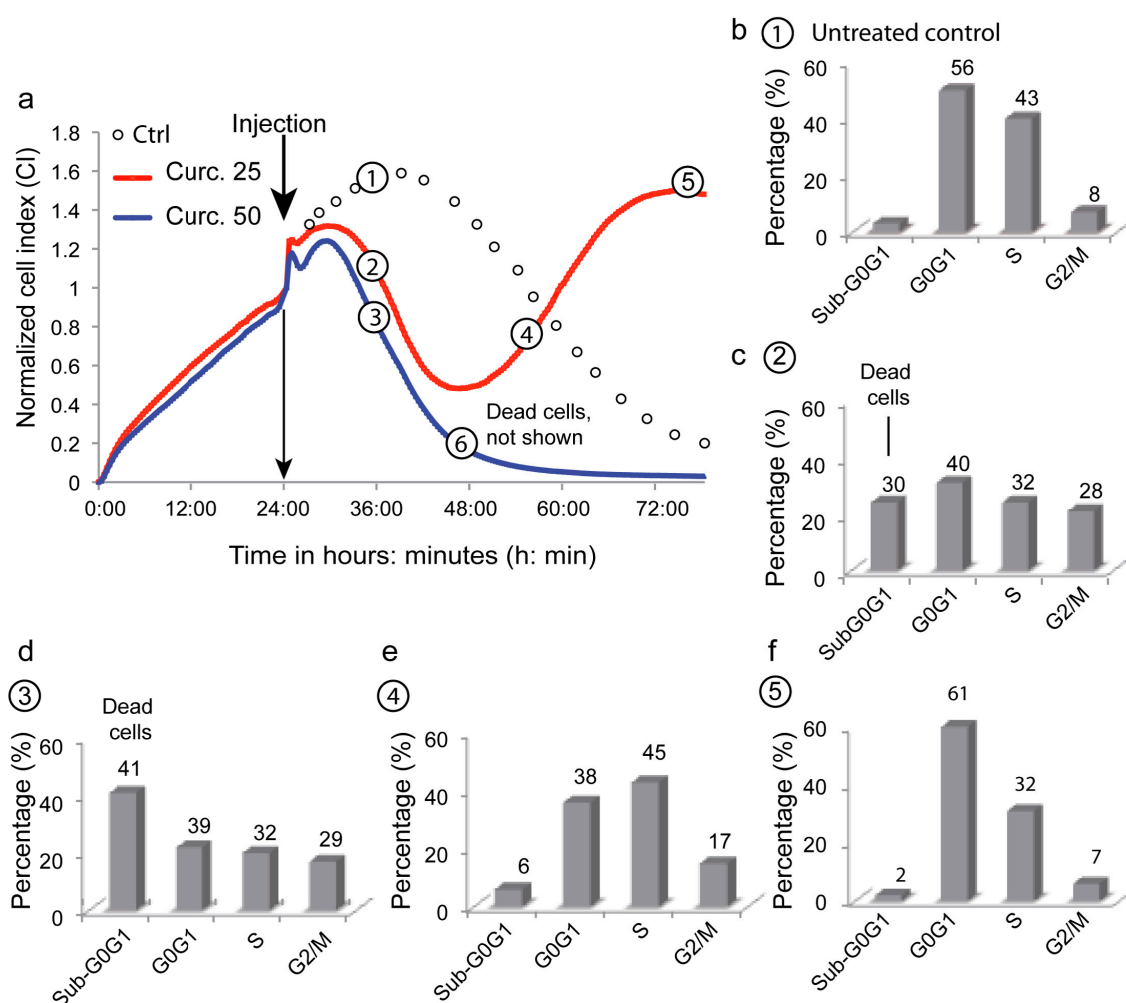 a
Normalized cell index (CI)
1.8
1.6
1.4
1.2
1
0.8
0.6
0.4
0.2
0
Ctrl
Curc. 25
Curc. 50
Injection
1
2
3
4
5
6
Dead cells,
not shown
0:00 12:00 24:00 36:00 48:00 60:00 72:00
Time in hours: minutes (h: min)
b 1 Untreated control
Percentage (%)
60
40
20
0
56
43
8
Sub-G0G1 G0G1 S G2/M
c 2
Dead
cells
Percentage (%)
60
40
20
0
30 40 32 28
SubG0G1 G0G1 S G2/M
d
3
Dead
cells
Percentage (%)
60
40
20
0
41 39 32 29
Sub-G0G1 G0G1 S G2/M
e
4
Percentage (%)
60
40
20
0
6 38 45 17
Sub-G0G1 G0G1 S G2/M
f
5
Percentage (%)
60
40
20
0
2 61 32 7
Sub-G0G1 G0G1 S G2/M